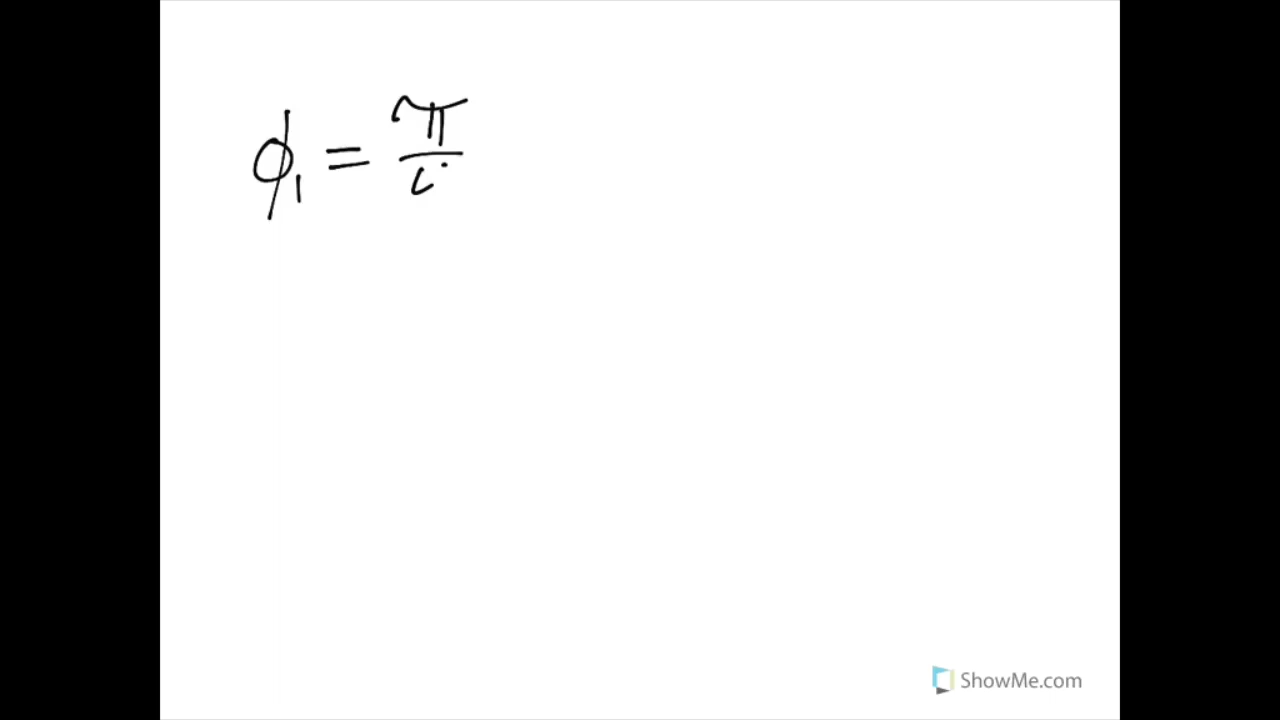 ϕ₁ = π/i
ShowMe.com